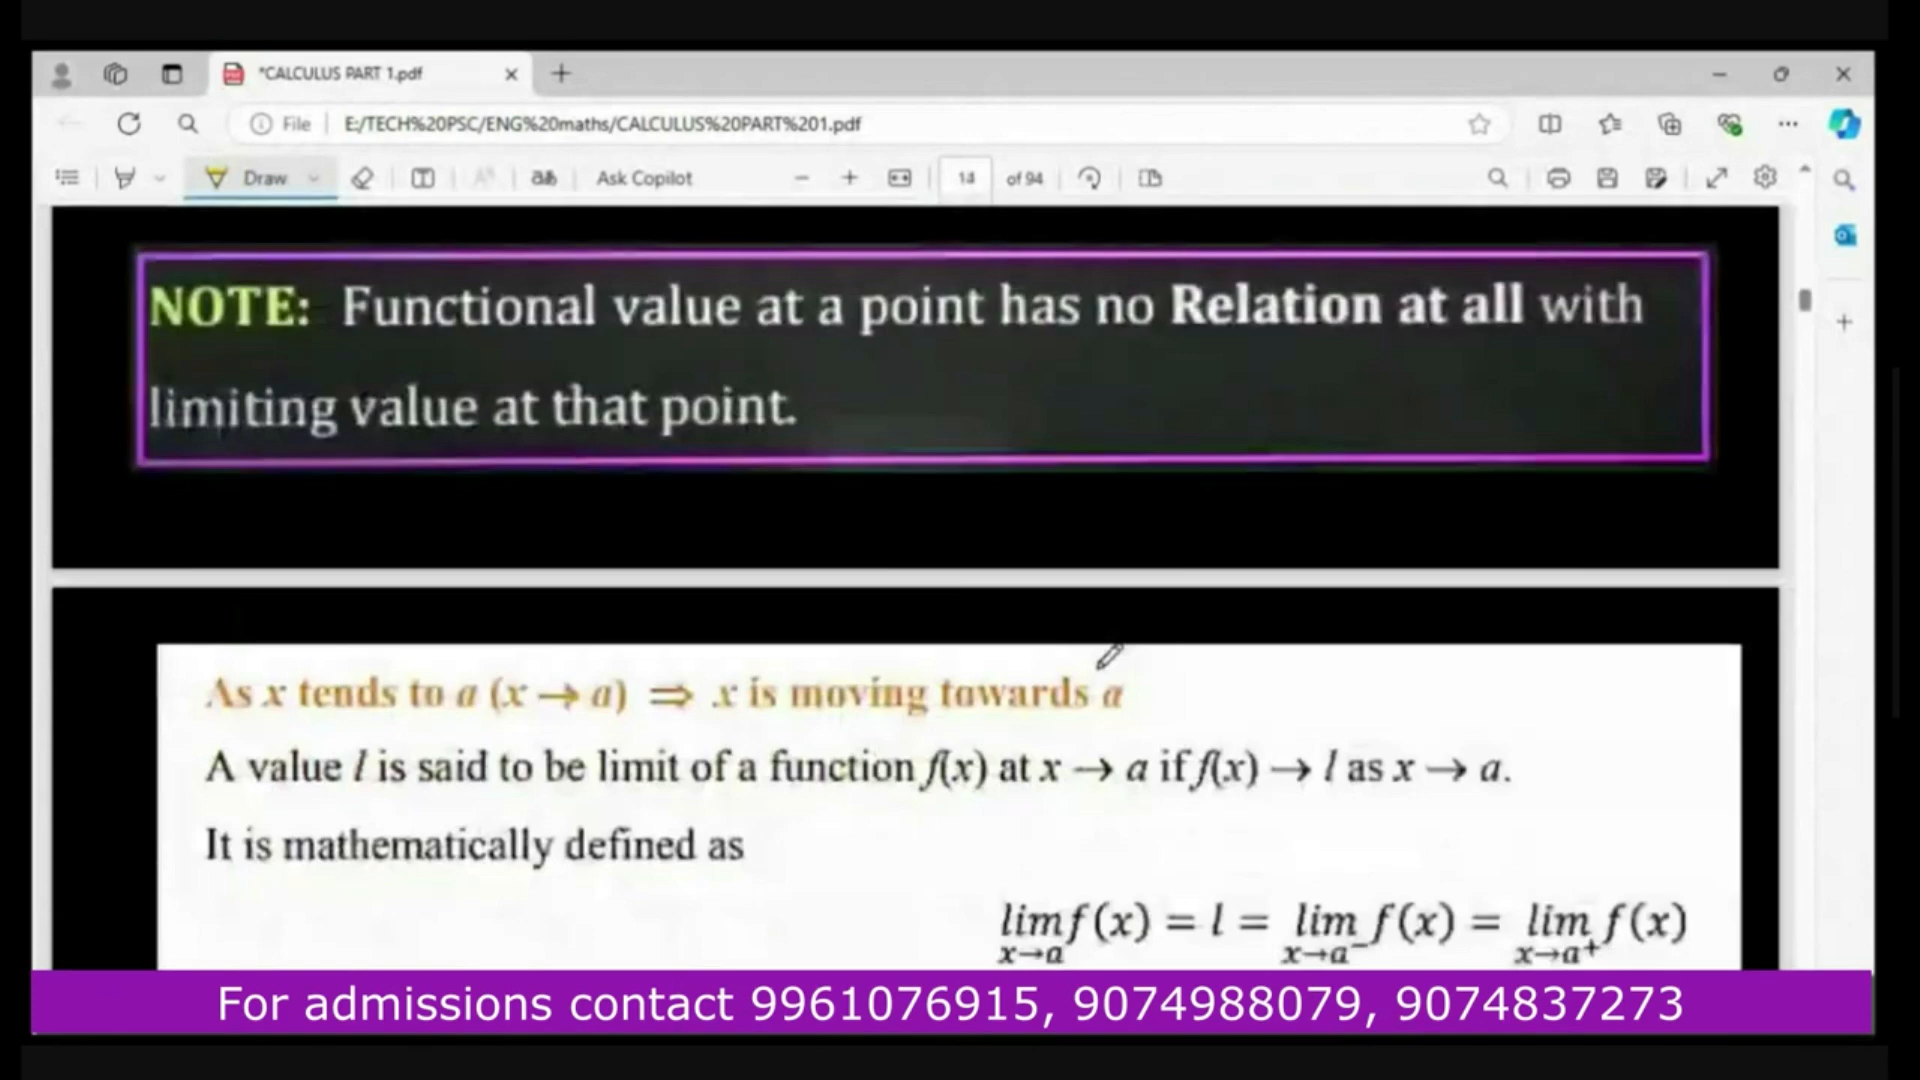 *CALCULUS PART 1.pdf
File E:/TECH%20PSC/ENG%20maths/CALCULUS%20PART%201.pdf
Draw Ask Copilot 14 of 94
NOTE: Functional value at a point has no Relation at all with
limiting value at that point.
As x tends to a (x → a) ⇒ x is moving towards a
A value l is said to be limit of a function f(x) at x → a if f(x) → l as x → a.
It is mathematically defined as
lim f(x) = l = lim f(x) = lim f(x)
x→a x→a⁻ x→a⁺
For admissions contact 9961076915, 9074988079, 9074837273